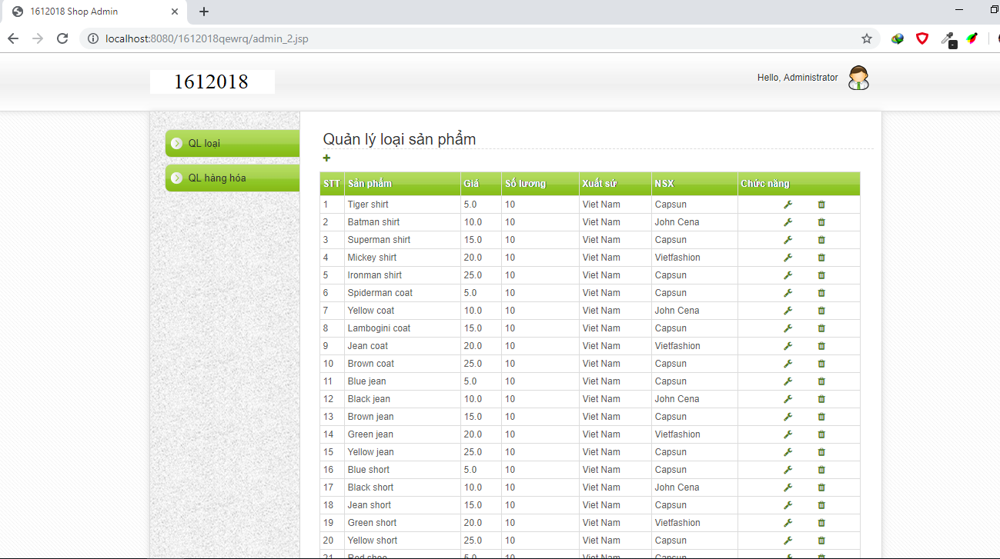 1612018 Shop Admin
localhost:8080/1612018qewrq/admin_2.jsp
1612018
Hello, Administrator
QL loại
QL hàng hóa
Quản lý loại sản phẩm
STT Sản phẩm Giá Số lương Xuất sứ NSX Chức năng
1 Tiger shirt 5.0 10 Viet Nam Capsun
2 Batman shirt 10.0 10 Viet Nam John Cena
3 Superman shirt 15.0 10 Viet Nam Capsun
4 Mickey shirt 20.0 10 Viet Nam Vietfashion
5 Ironman shirt 25.0 10 Viet Nam Capsun
6 Spiderman coat 5.0 10 Viet Nam Capsun
7 Yellow coat 10.0 10 Viet Nam John Cena
8 Lambogini coat 15.0 10 Viet Nam Capsun
9 Jean coat 20.0 10 Viet Nam Vietfashion
10 Brown coat 25.0 10 Viet Nam Capsun
11 Blue jean 5.0 10 Viet Nam Capsun
12 Black jean 10.0 10 Viet Nam John Cena
13 Brown jean 15.0 10 Viet Nam Capsun
14 Green jean 20.0 10 Viet Nam Vietfashion
15 Yellow jean 25.0 10 Viet Nam Capsun
16 Blue short 5.0 10 Viet Nam Capsun
17 Black short 10.0 10 Viet Nam John Cena
18 Jean short 15.0 10 Viet Nam Capsun
19 Green short 20.0 10 Viet Nam Vietfashion
20 Yellow short 25.0 10 Viet Nam Capsun
21 Red shoe 5.0 10 Viet Nam Capsun